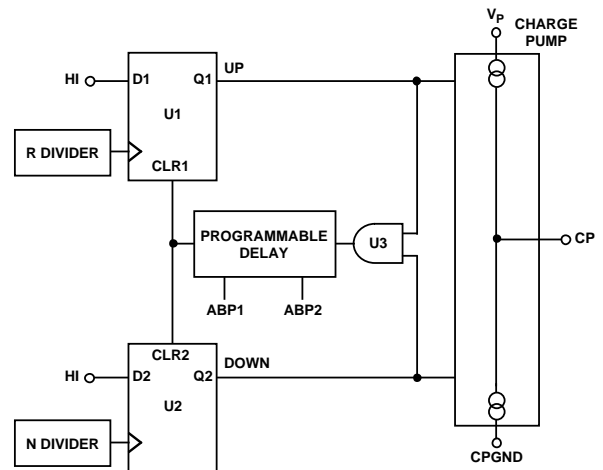 VP
CHARGE
PUMP
HI
D1
Q1
UP
U1
R DIVIDER
CLR1
PROGRAMMABLE
DELAY
U3
CP
ABP1
ABP2
CLR2
DOWN
HI
D2
Q2
U2
N DIVIDER
CPGND